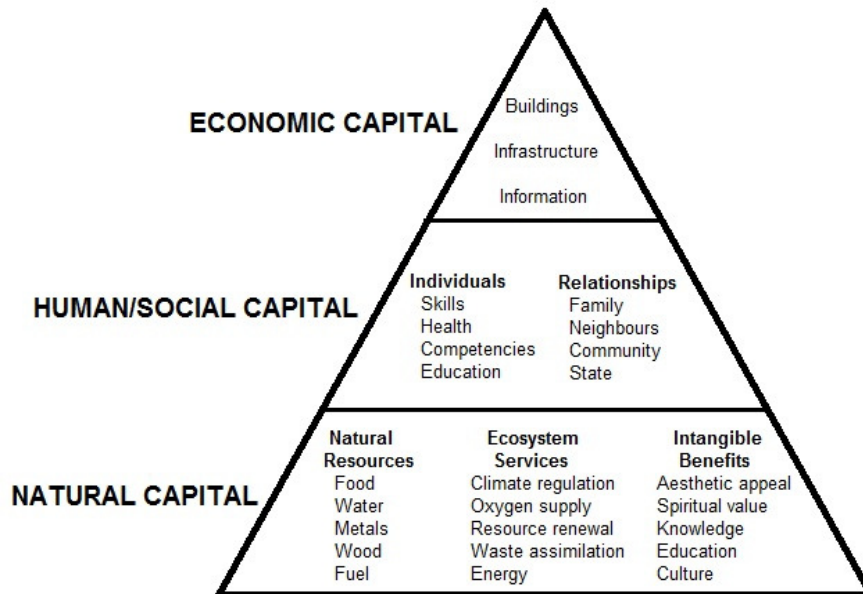 ECONOMIC CAPITAL
Buildings
Infrastructure
Information
HUMAN/SOCIAL CAPITAL
Individuals
Skills
Health
Competencies
Education
Relationships
Family
Neighbours
Community
State
NATURAL CAPITAL
Natural
Resources
Food
Water
Metals
Wood
Fuel
Ecosystem
Services
Climate regulation
Oxygen supply
Resource renewal
Waste assimilation
Energy
Intangible
Benefits
Aesthetic appeal
Spiritual value
Knowledge
Education
Culture